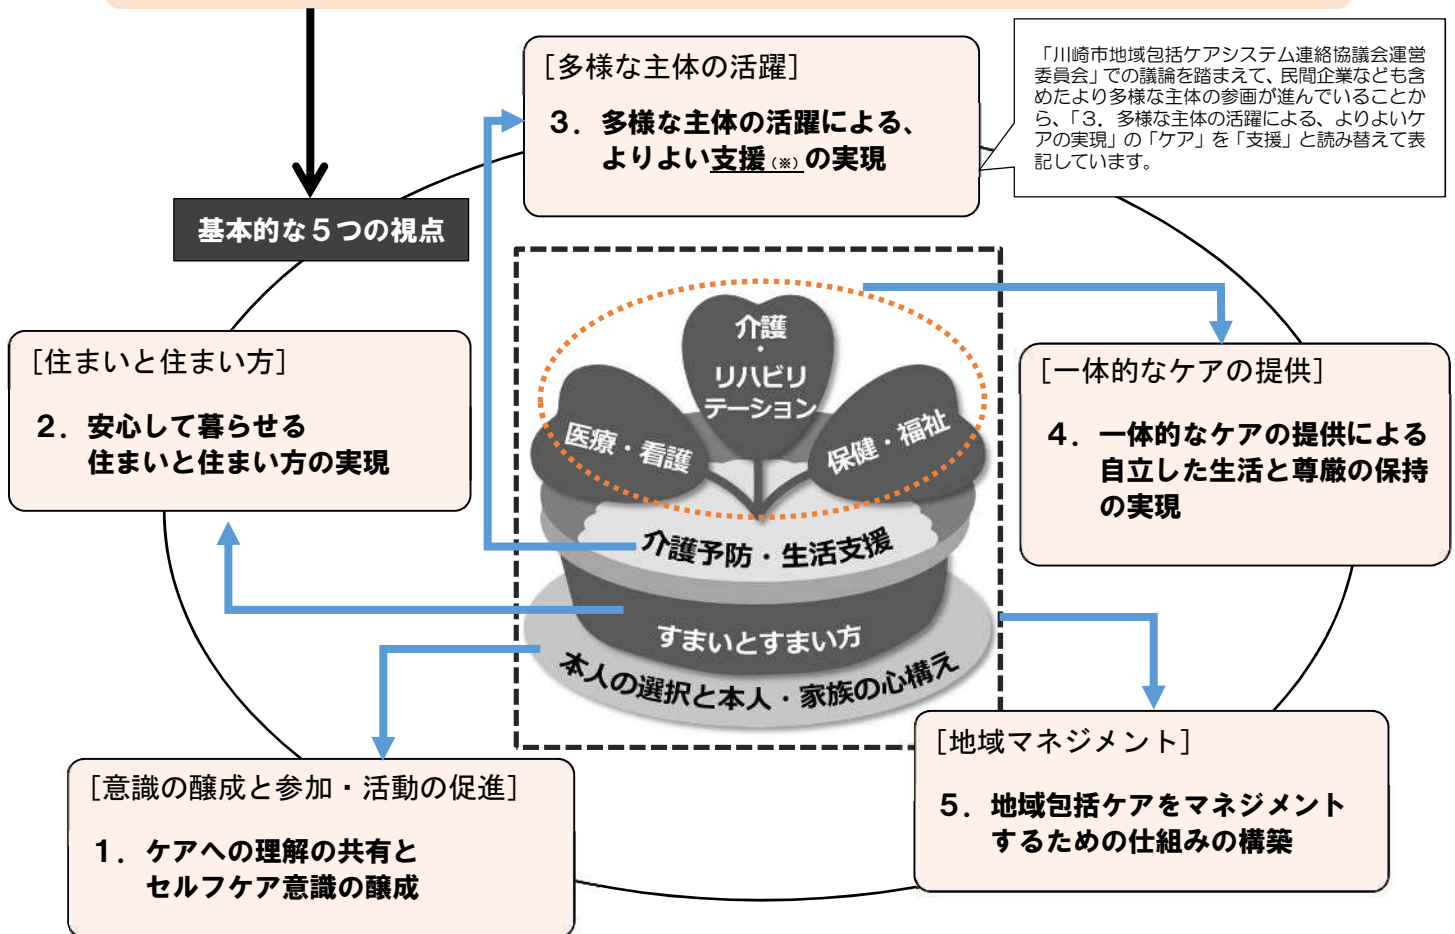 ［多様な主体の活躍］
３．多様な主体の活躍による、
よりよい支援（※）の実現
「川崎市地域包括ケアシステム連絡協議会運営
委員会」での議論を踏まえて、民間企業なども含
めたより多様な主体の参画が進んでいることか
ら、「３．多様な主体の活躍による、よりよいケ
アの実現」の「ケア」を「支援」と読み替えて表
記しています。
基本的な５つの視点
［住まいと住まい方］
２．安心して暮らせる
住まいと住まい方の実現
介護
・
リハビリ
テーション
医療・看護
保健・福祉
介護予防・生活支援
すまいとすまい方
本人の選択と本人・家族の心構え
［一体的なケアの提供］
４．一体的なケアの提供による
自立した生活と尊厳の保持
の実現
［意識の醸成と参加・活動の促進］
１．ケアへの理解の共有と
セルフケア意識の醸成
［地域マネジメント］
５．地域包括ケアをマネジメント
するための仕組みの構築